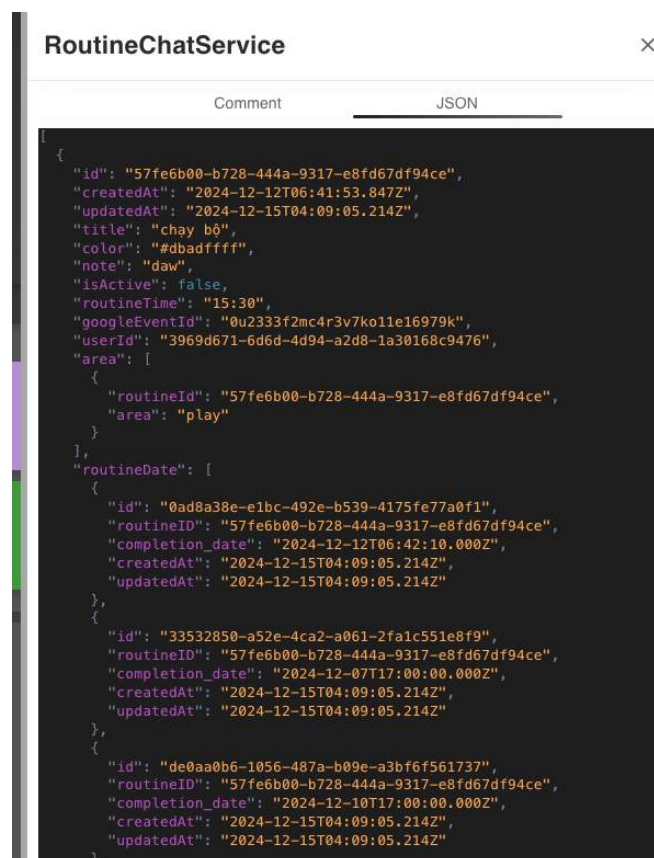 RoutineChatService
Comment JSON
[
{
"id": "57fe6b00-b728-444a-9317-e8fd67df94ce",
"createdAt": "2024-12-12T06:41:53.847Z",
"updatedAt": "2024-12-15T04:09:05.214Z",
"title": "chạy bộ",
"color": "#dbadffff",
"note": "daw",
"isActive": false,
"routineTime": "15:30",
"googleEventId": "0u2333f2mc4r3v7ko11e16979k",
"userId": "3969d671-6d6d-4d94-a2d8-1a30168c9476",
"area": [
{
"routineId": "57fe6b00-b728-444a-9317-e8fd67df94ce",
"area": "play"
}
],
"routineDate": [
{
"id": "0ad8a38e-e1bc-492e-b539-4175fe77a0f1",
"routineID": "57fe6b00-b728-444a-9317-e8fd67df94ce",
"completion_date": "2024-12-12T06:42:10.000Z",
"createdAt": "2024-12-15T04:09:05.214Z",
"updatedAt": "2024-12-15T04:09:05.214Z"
},
{
"id": "33532850-a52e-4ca2-a061-2fa1c551e8f9",
"routineID": "57fe6b00-b728-444a-9317-e8fd67df94ce",
"completion_date": "2024-12-07T17:00:00.000Z",
"createdAt": "2024-12-15T04:09:05.214Z",
"updatedAt": "2024-12-15T04:09:05.214Z"
},
{
"id": "de0aa0b6-1056-487a-b09e-a3bf6f561737",
"routineID": "57fe6b00-b728-444a-9317-e8fd67df94ce",
"completion_date": "2024-12-10T17:00:00.000Z",
"createdAt": "2024-12-15T04:09:05.214Z",
"updatedAt": "2024-12-15T04:09:05.214Z"
}